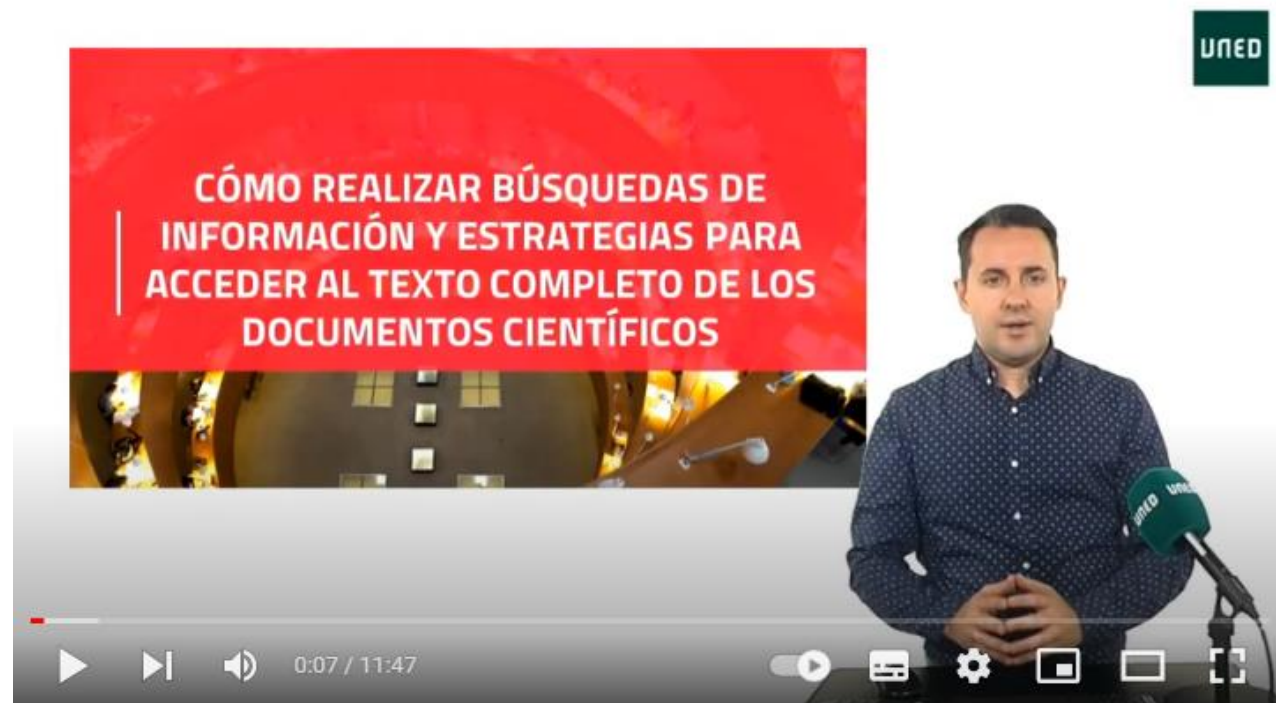 UNED
CÓMO REALIZAR BÚSQUEDAS DE
INFORMACIÓN Y ESTRATEGIAS PARA
ACCEDER AL TEXTO COMPLETO DE LOS
DOCUMENTOS CIENTÍFICOS
UNED UNED
0:07 / 11:47